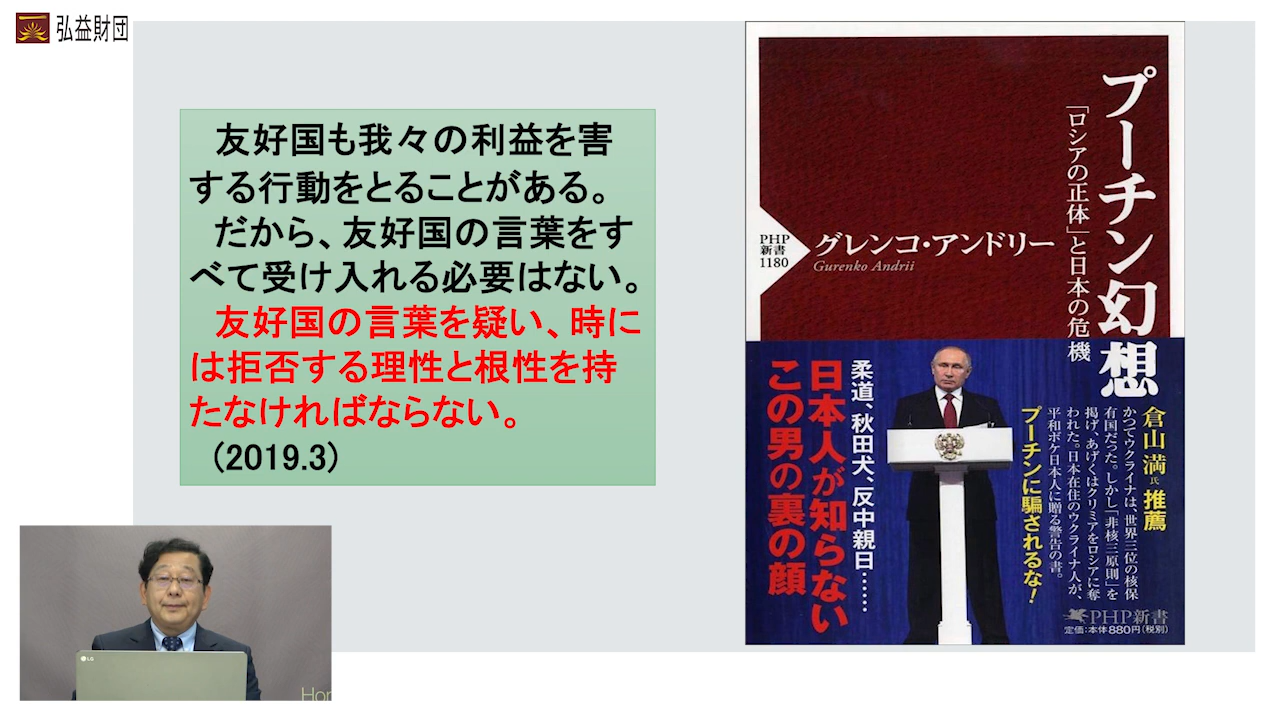 弘益財団
友好国も我々の利益を害
する行動をとることがある。
だから、友好国の言葉をす
べて受け入れる必要はない。
友好国の言葉を疑い、時に
は拒否する理性と根性を持
たなければならない。
(2019.3)
プーチン幻想
「ロシアの正体」と日本の危機
グレンコ・アンドリー
Gurenko Andrii
PHP
新書
1180
倉山 満氏 推薦
かつてウクライナは、世界三位の核保
有国だった。しかし「非核三原則」を
掲げ、あげくはクリミアをロシアに奪
われた。日本在住のウクライナ人が、
平和ボケ日本人に贈る警告の書。
プーチンに騙されるな！
柔道、秋田犬、反中親日……
日本人が知らない
この男の裏の顔
PHP新書
定価：本体880円(税別)
LG
Hor